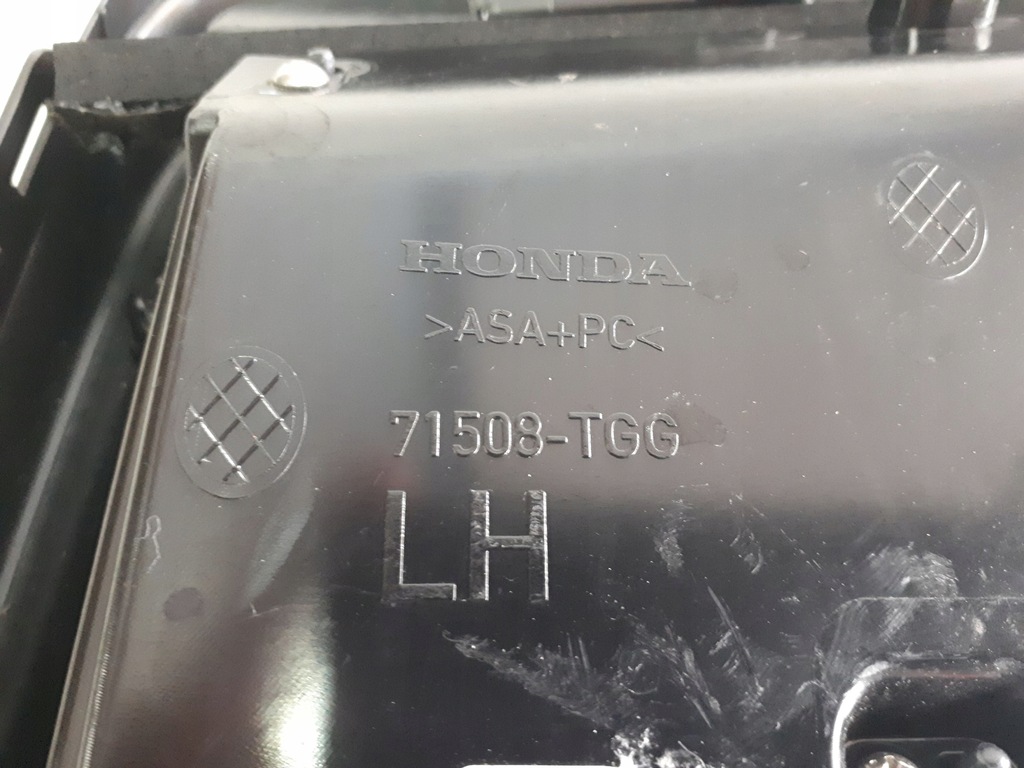 HONDA
>ASA+PC<
71508-TGG
LH